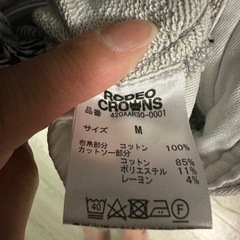 RODEO
CROWNS
品番 420AAR30-0001
サイズ M
布帛部分 コットン 100%
カットソー部分
コットン 85%
ポリエステル 11%
レーヨン 4%
40
F